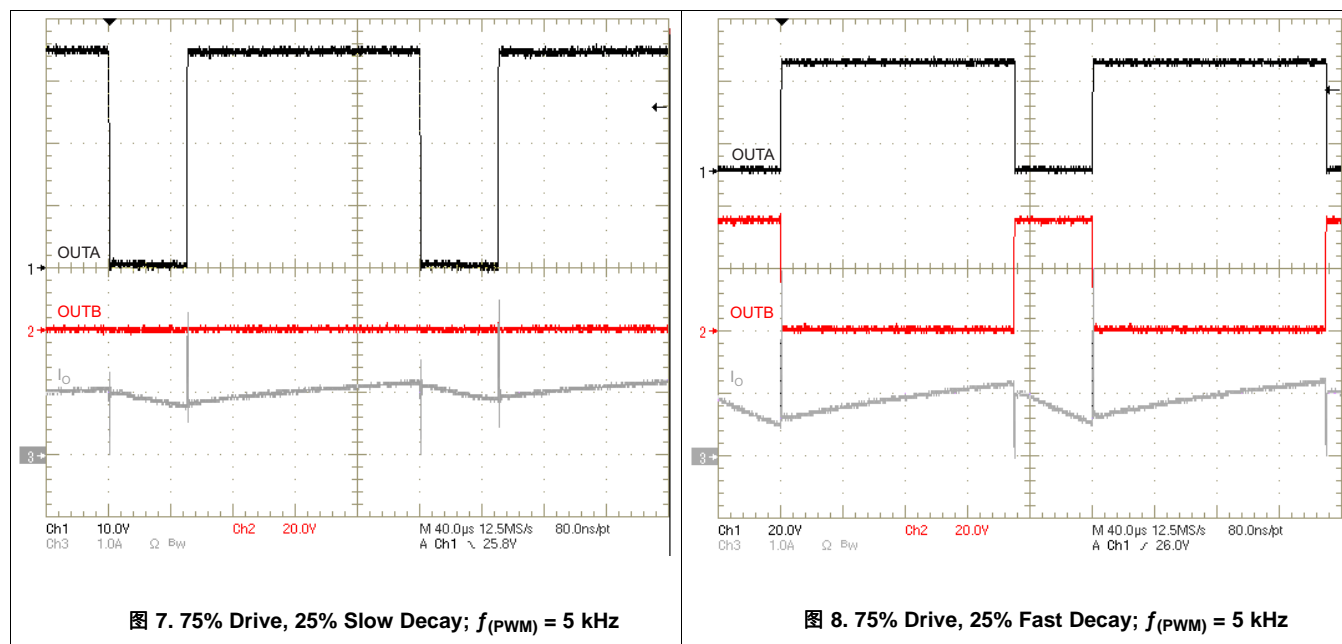 OUTA
1
OUTB
2
I_O
3
Ch1 10.0V Ch2 20.0V M 40.0µs 12.5MS/s 80.0ns/pt
Ch3 1.0A Ω BW A Ch1 ∖ 25.8V
图 7. 75% Drive, 25% Slow Decay; f(PWM) = 5 kHz
OUTA
1
OUTB
2
I_O
3
Ch1 20.0V Ch2 20.0V M 40.0µs 12.5MS/s 80.0ns/pt
Ch3 1.0A Ω BW A Ch1 ∕ 26.0V
图 8. 75% Drive, 25% Fast Decay; f(PWM) = 5 kHz